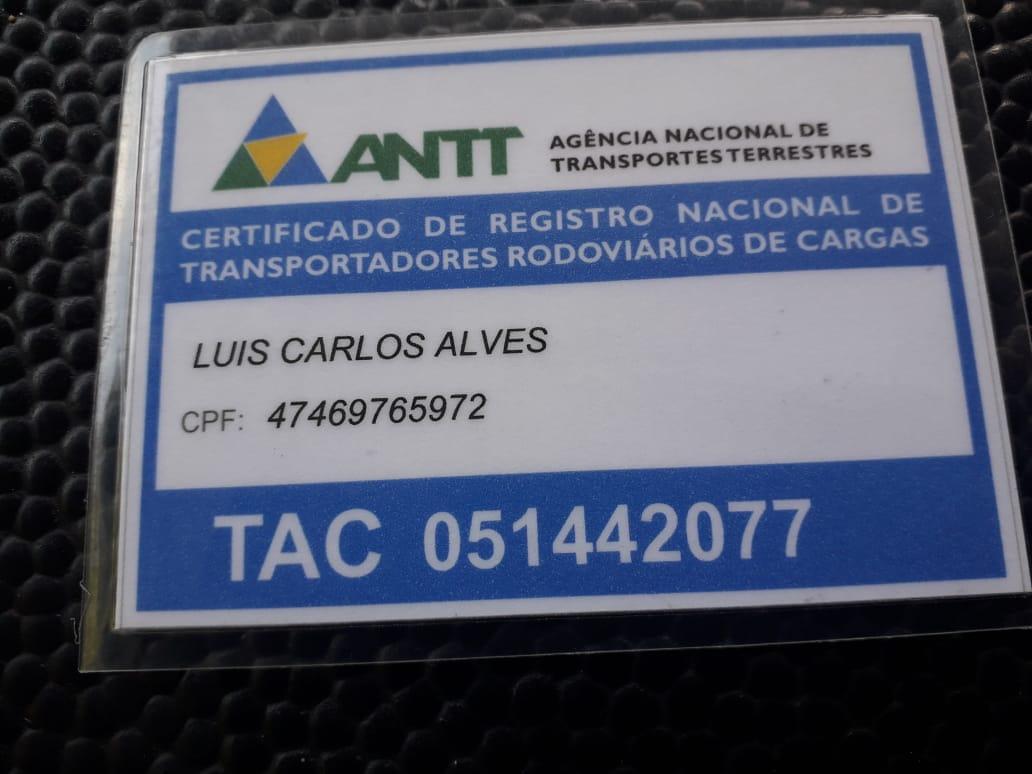 ANTT
AGÊNCIA NACIONAL DE
TRANSPORTES TERRESTRES
CERTIFICADO DE REGISTRO NACIONAL DE
TRANSPORTADORES RODOVIÁRIOS DE CARGAS
LUIS CARLOS ALVES
CPF: 47469765972
TAC 051442077